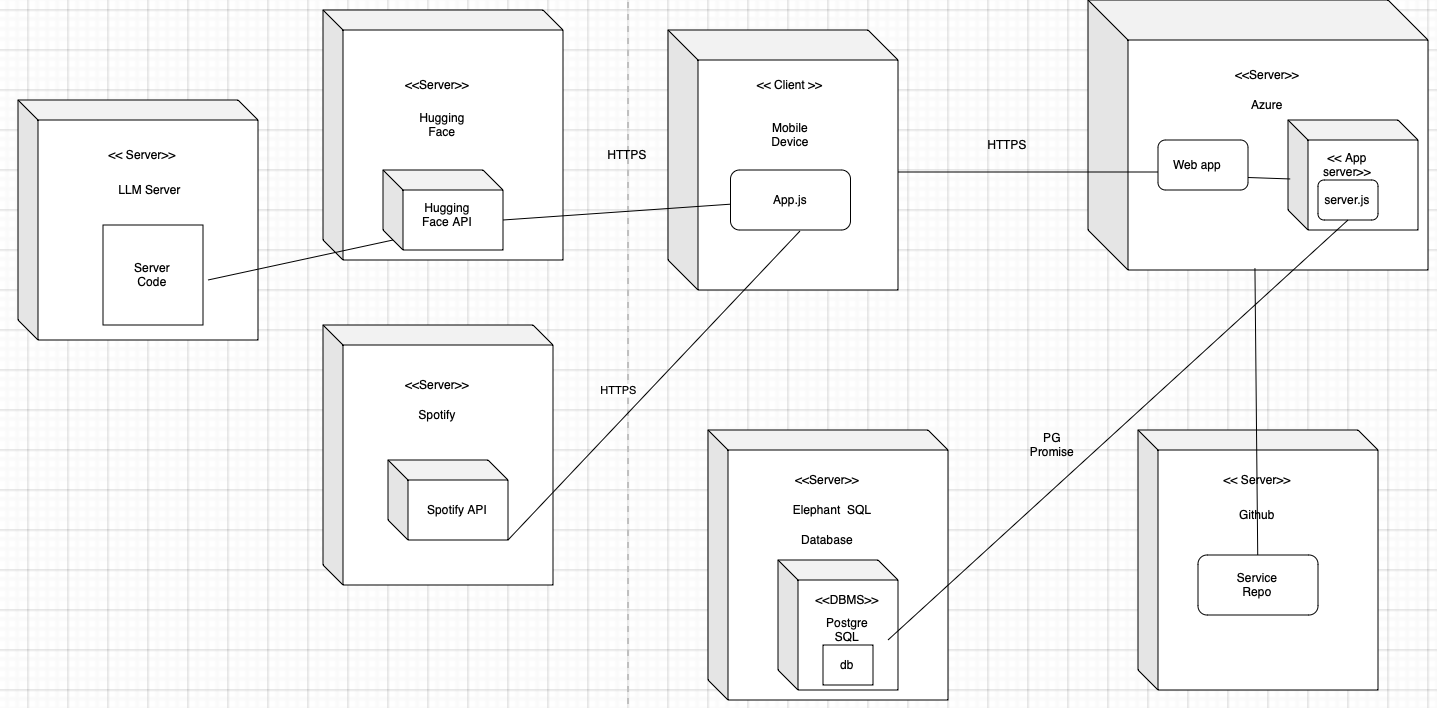 << Server>>
LLM Server
Server
Code
<<Server>>
Hugging
Face
Hugging
Face API
HTTPS
<< Client >>
Mobile
Device
App.js
HTTPS
<<Server>>
Azure
Web app
<< App
server>>
server.js
<<Server>>
Spotify
Spotify API
HTTPS
<<Server>>
Elephant  SQL
Database
<<DBMS>>
Postgre
SQL
db
PG
Promise
<< Server>>
Github
Service
Repo